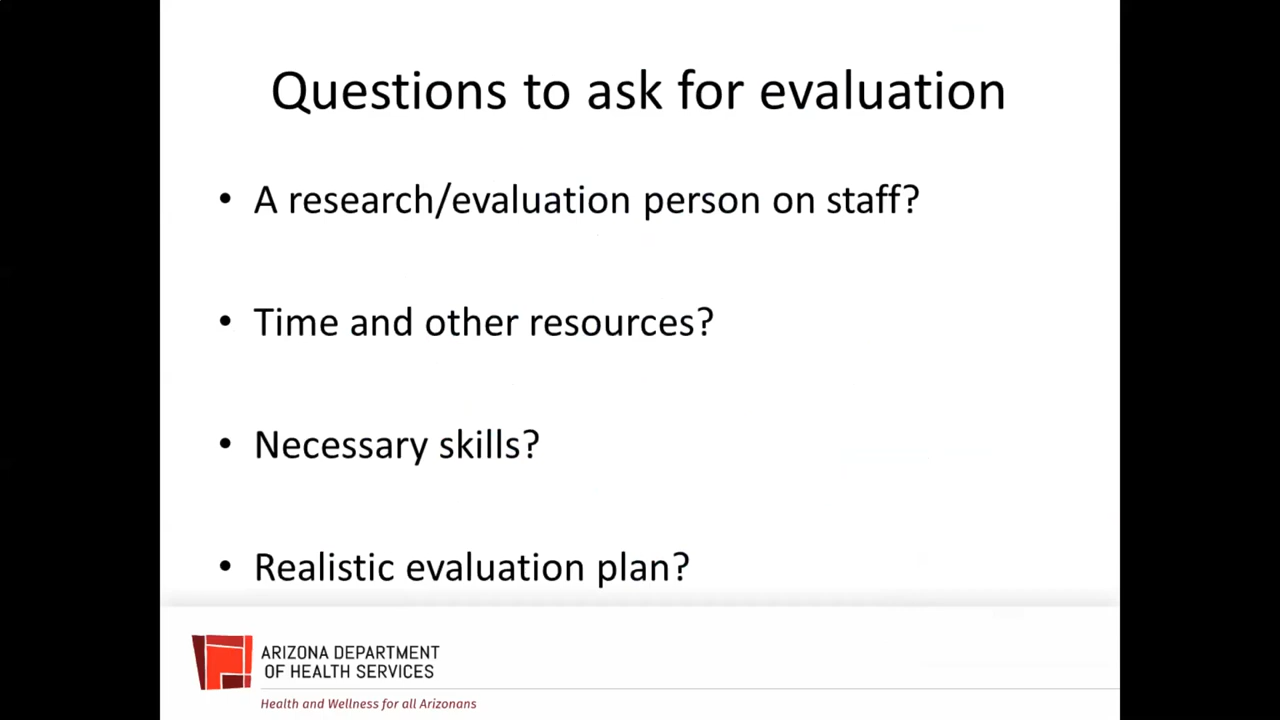 Questions to ask for evaluation
• A research/evaluation person on staff?
• Time and other resources?
• Necessary skills?
• Realistic evaluation plan?
ARIZONA DEPARTMENT
OF HEALTH SERVICES
Health and Wellness for all Arizonans